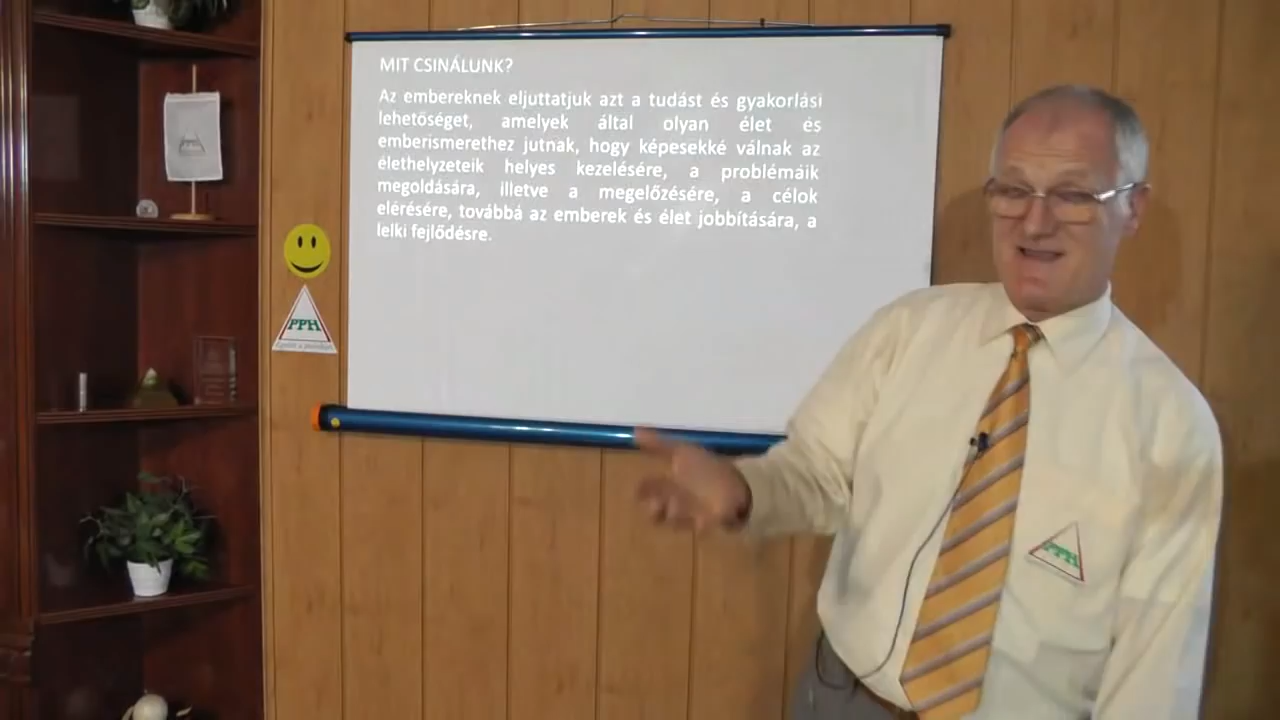 MIT CSINÁLUNK?
Az embereknek eljuttatjuk azt a tudást és gyakorlási
lehetőséget, amelyek által olyan élet és
emberismerethez jutnak, hogy képesekké válnak az
élethelyzeteik helyes kezelésére, a problémáik
megoldására, illetve a megelőzésére, a célok
elérésére, továbbá az emberek és élet jobbítására, a
lelki fejlődésre.
PPH
PPH